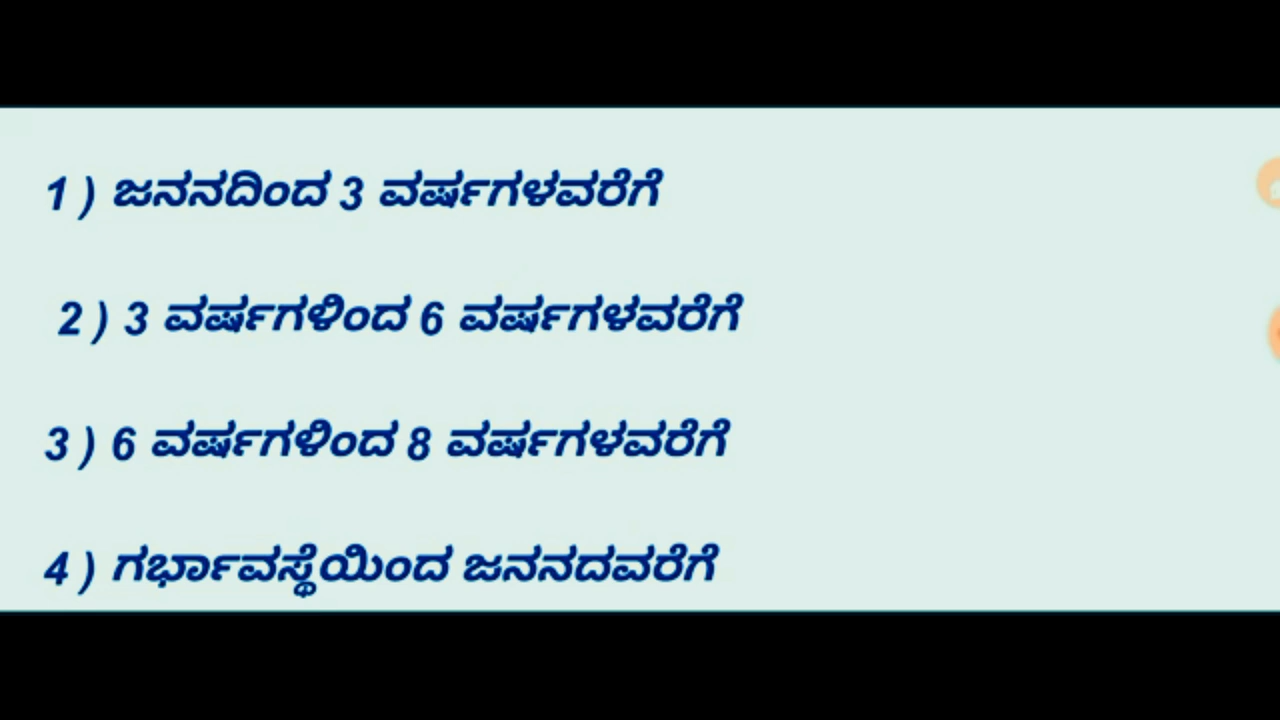 1 ) ಜನನದಿಂದ 3 ವರ್ಷಗಳವರೆಗೆ
2 ) 3 ವರ್ಷಗಳಿಂದ 6 ವರ್ಷಗಳವರೆಗೆ
3 ) 6 ವರ್ಷಗಳಿಂದ 8 ವರ್ಷಗಳವರೆಗೆ
4 ) ಗರ್ಭಾವಸ್ಥೆಯಿಂದ ಜನನದವರೆಗೆ